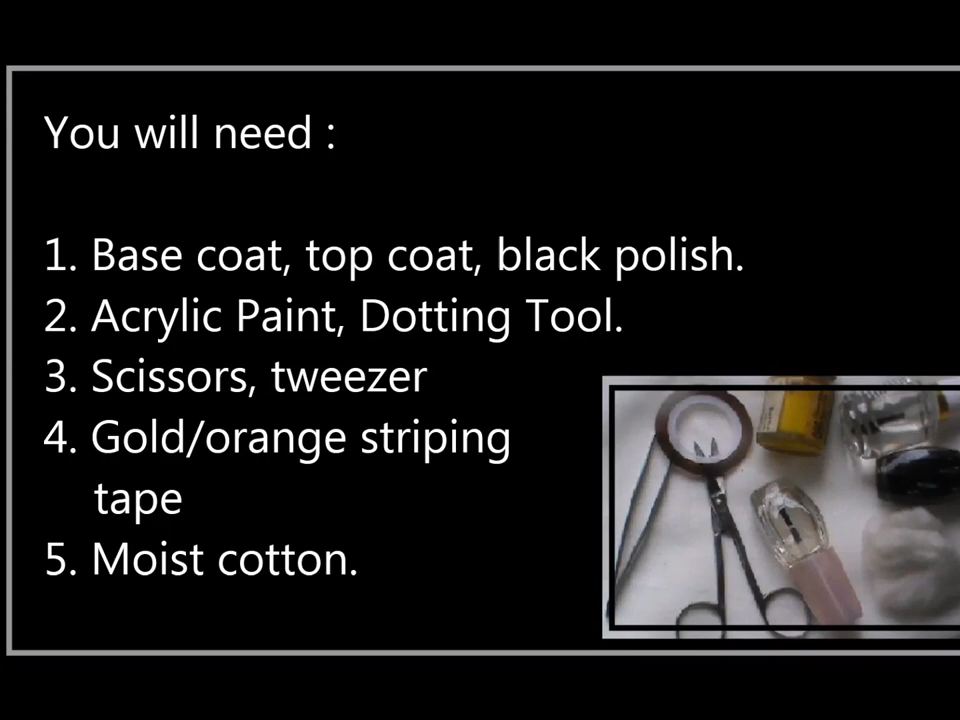 You will need :
1. Base coat, top coat, black polish.
2. Acrylic Paint, Dotting Tool.
3. Scissors, tweezer
4. Gold/orange striping
tape
5. Moist cotton.